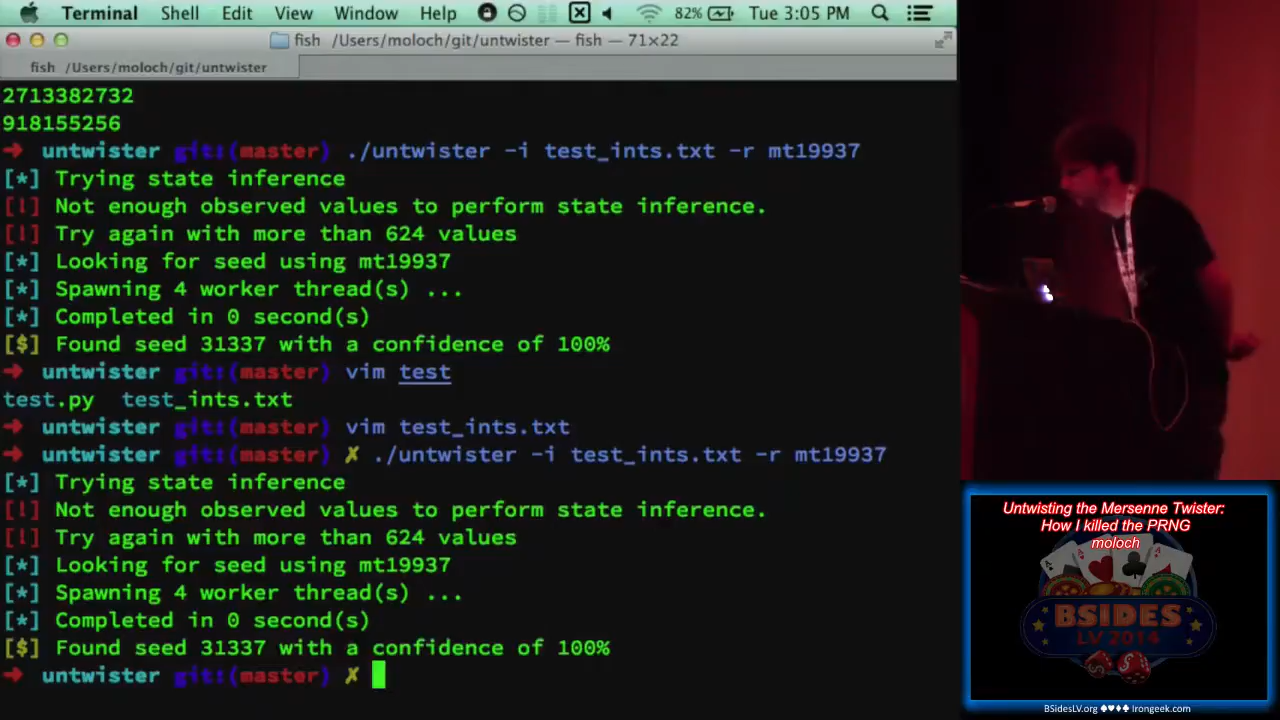 Terminal Shell Edit View Window Help 82% Tue 3:05 PM
fish /Users/moloch/git/untwister — fish — 71×22
fish /Users/moloch/git/untwister
2713382732
918155256
➜ untwister git:(master) ./untwister -i test_ints.txt -r mt19937
[*] Trying state inference
[!] Not enough observed values to perform state inference.
[!] Try again with more than 624 values
[*] Looking for seed using mt19937
[*] Spawning 4 worker thread(s) ...
[*] Completed in 0 second(s)
[$] Found seed 31337 with a confidence of 100%
➜ untwister git:(master) vim test
test.py test_ints.txt
➜ untwister git:(master) vim test_ints.txt
➜ untwister git:(master) ✗ ./untwister -i test_ints.txt -r mt19937
[*] Trying state inference
[!] Not enough observed values to perform state inference.
[!] Try again with more than 624 values
[*] Looking for seed using mt19937
[*] Spawning 4 worker thread(s) ...
[*] Completed in 0 second(s)
[$] Found seed 31337 with a confidence of 100%
➜ untwister git:(master) ✗
Untwisting the Mersenne Twister:
How I killed the PRNG
moloch
BSIDES
LV 2014
BSidesLV.org ♠♥♦♣ Irongeek.com